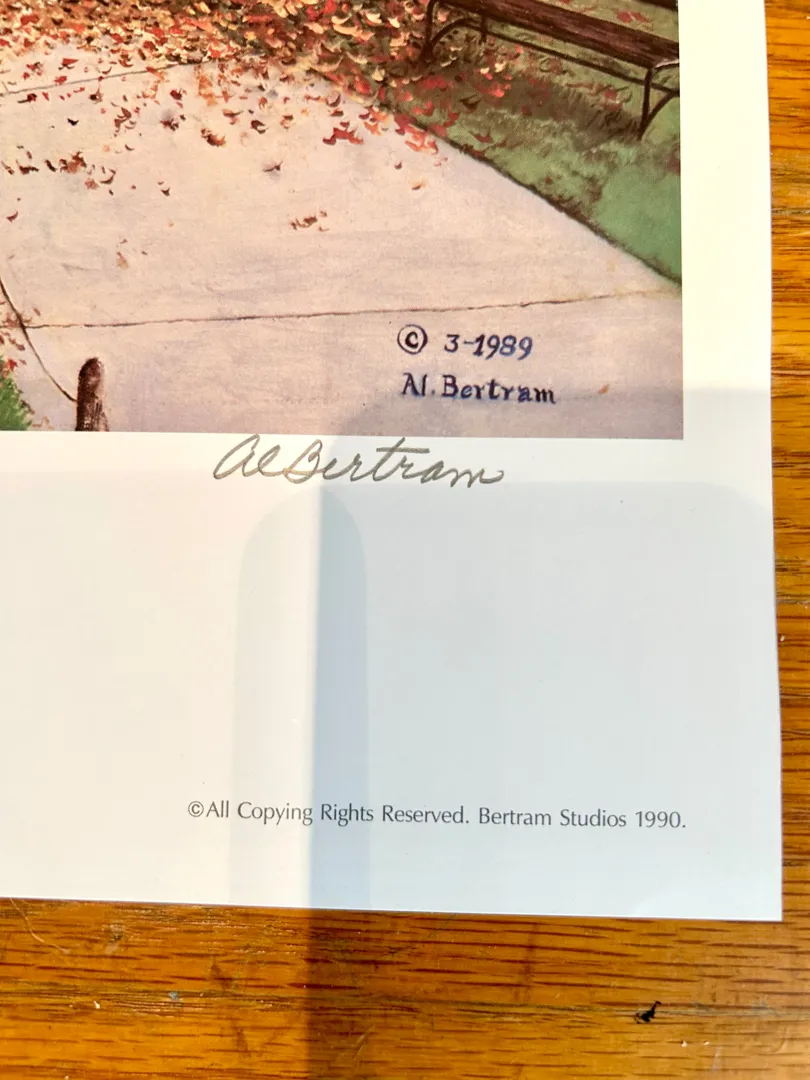 © 3-1989
Al. Bertram
Al Bertram
©All Copying Rights Reserved. Bertram Studios 1990.